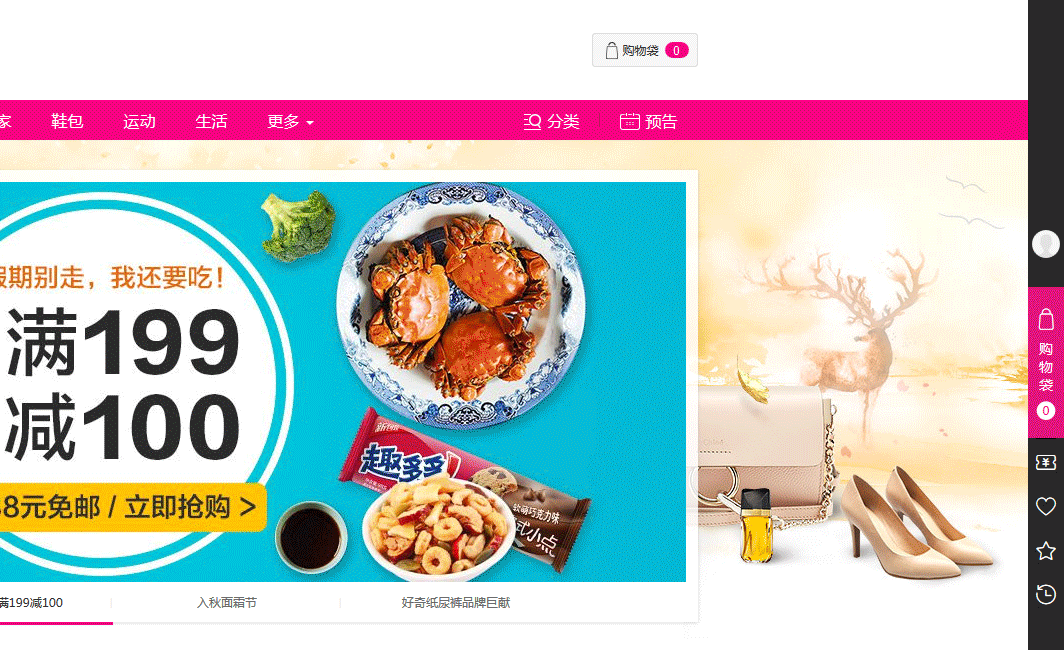 购物袋 0
家 鞋包 运动 生活 更多 分类 预告
假期别走，我还要吃！
满199
减100
88元免邮 / 立即抢购 >
趣多多
软萌巧克力味
式小点
满199减100 入秋面霜节 好奇纸尿裤品牌巨献
购物袋
0